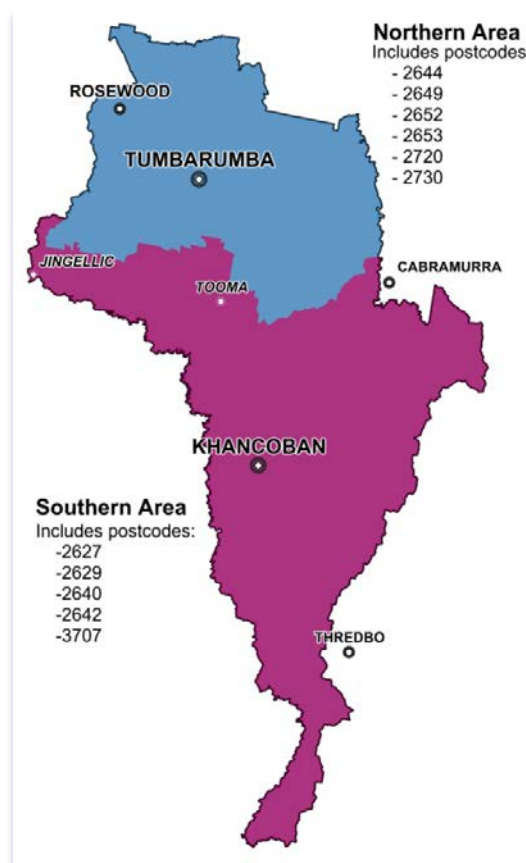 Northern Area
Includes postcodes
- 2644
- 2649
- 2652
- 2653
- 2720
- 2730
ROSEWOOD
TUMBARUMBA
JINGELLIC
TOOMA
CABRAMURRA
KHANCOBAN
Southern Area
Includes postcodes:
-2627
-2629
-2640
-2642
-3707
THREDBO